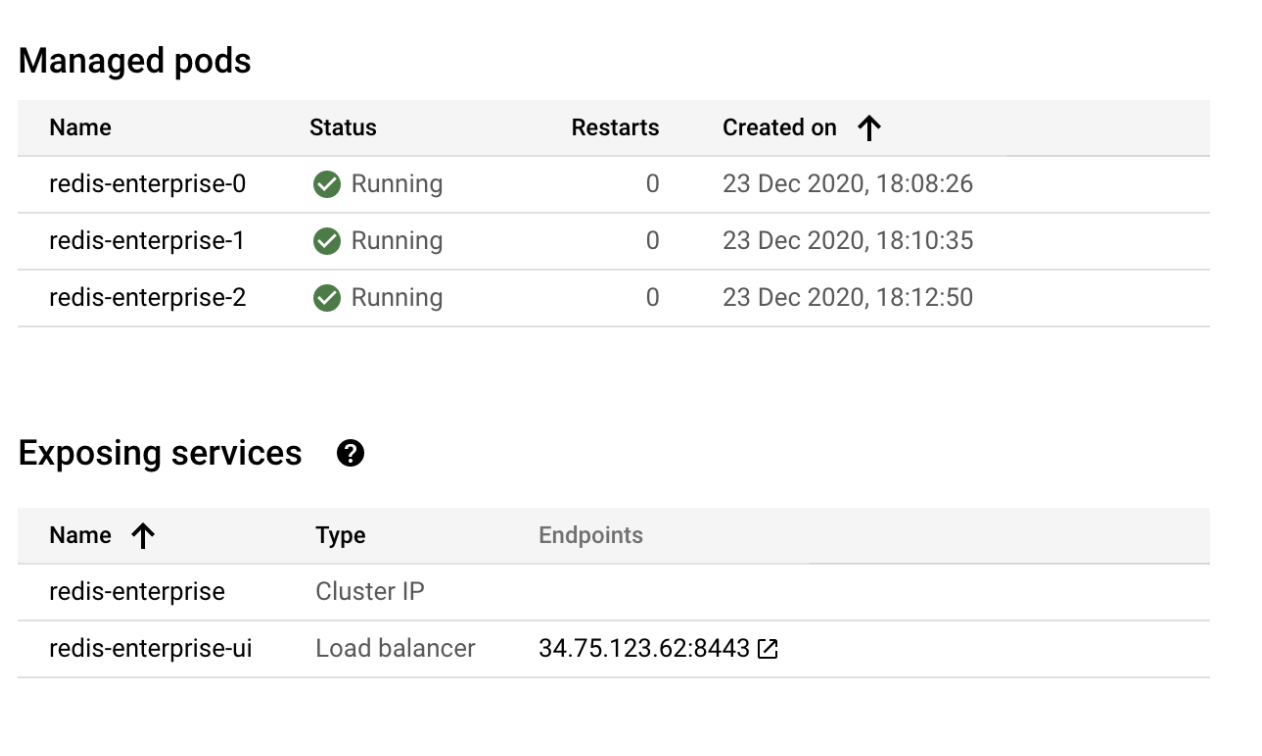 Managed pods
Name Status Restarts Created on
redis-enterprise-0 Running 0 23 Dec 2020, 18:08:26
redis-enterprise-1 Running 0 23 Dec 2020, 18:10:35
redis-enterprise-2 Running 0 23 Dec 2020, 18:12:50
Exposing services
Name Type Endpoints
redis-enterprise Cluster IP
redis-enterprise-ui Load balancer 34.75.123.62:8443